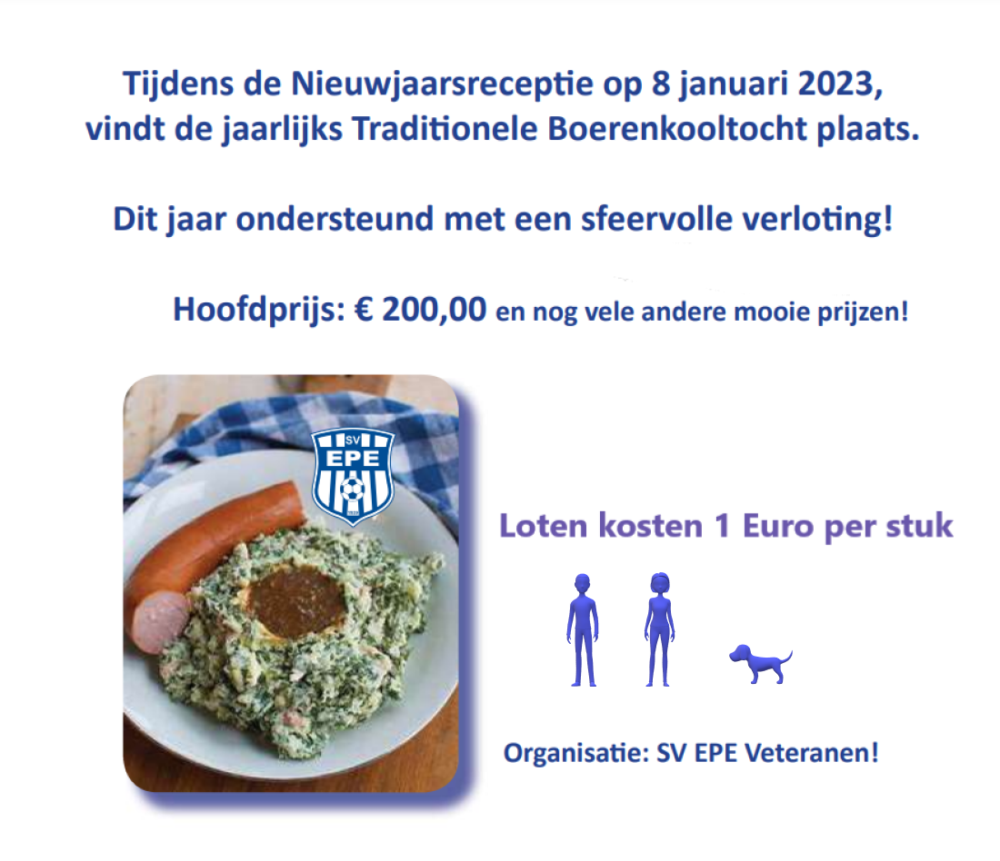 Tijdens de Nieuwjaarsreceptie op 8 januari 2023,
vindt de jaarlijks Traditionele Boerenkooltocht plaats.
Dit jaar ondersteund met een sfeervolle verloting!
Hoofdprijs: € 200,00 en nog vele andere mooie prijzen!
SV
EPE
Loten kosten 1 Euro per stuk
Organisatie: SV EPE Veteranen!